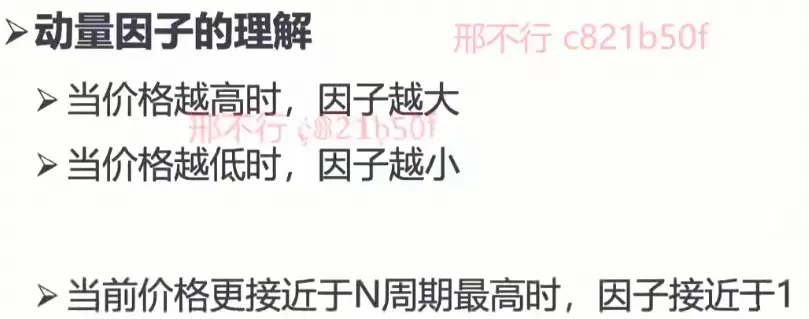 ➤动量因子的理解
邢不行 c821b50f
➤当价格越高时，因子越大
邢不行 c821b50f
➤当价格越低时，因子越小
➤当前价格更接近于N周期最高时，因子接近于1